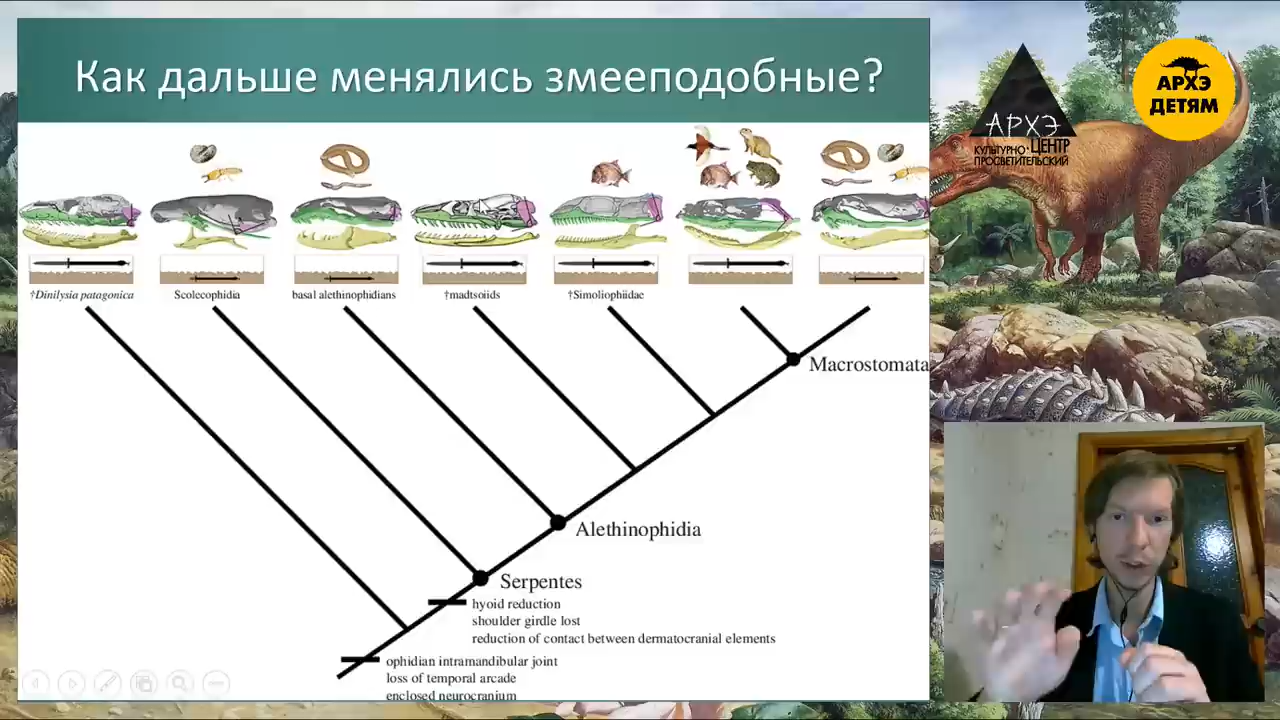 Как дальше менялись змееподобные?
АРХЭ
КУЛЬТУРНО-ЦЕНТР
ПРОСВЕТИТЕЛЬСКИЙ
АРХЭ
ДЕТЯМ
†Dinilysia patagonica
Scolecophidia
basal alethinophidians
†madtsoiids
†Simoliophiidae
Macrostomata
Alethinophidia
Serpentes
hyoid reduction
shoulder girdle lost
reduction of contact between dermatocranial elements
ophidian intramandibular joint
loss of temporal arcade
enclosed neurocranium